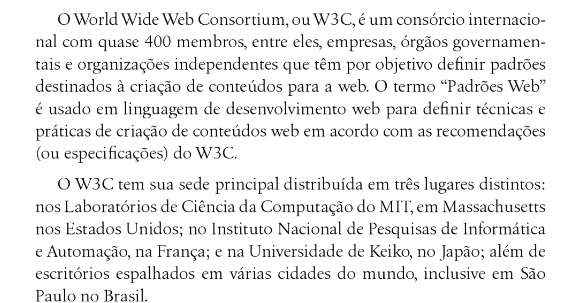 O World Wide Web Consortium, ou W3C, é um consórcio internacio-
nal com quase 400 membros, entre eles, empresas, órgãos governamen-
tais e organizações independentes que têm por objetivo definir padrões
destinados à criação de conteúdos para a web. O termo “Padrões Web”
é usado em linguagem de desenvolvimento web para definir técnicas e
práticas de criação de conteúdos web em acordo com as recomendações
(ou especificações) do W3C.
O W3C tem sua sede principal distribuída em três lugares distintos:
nos Laboratórios de Ciência da Computação do MIT, em Massachusetts
nos Estados Unidos; no Instituto Nacional de Pesquisas de Informática
e Automação, na França; e na Universidade de Keiko, no Japão; além de
escritórios espalhados em várias cidades do mundo, inclusive em São
Paulo no Brasil.